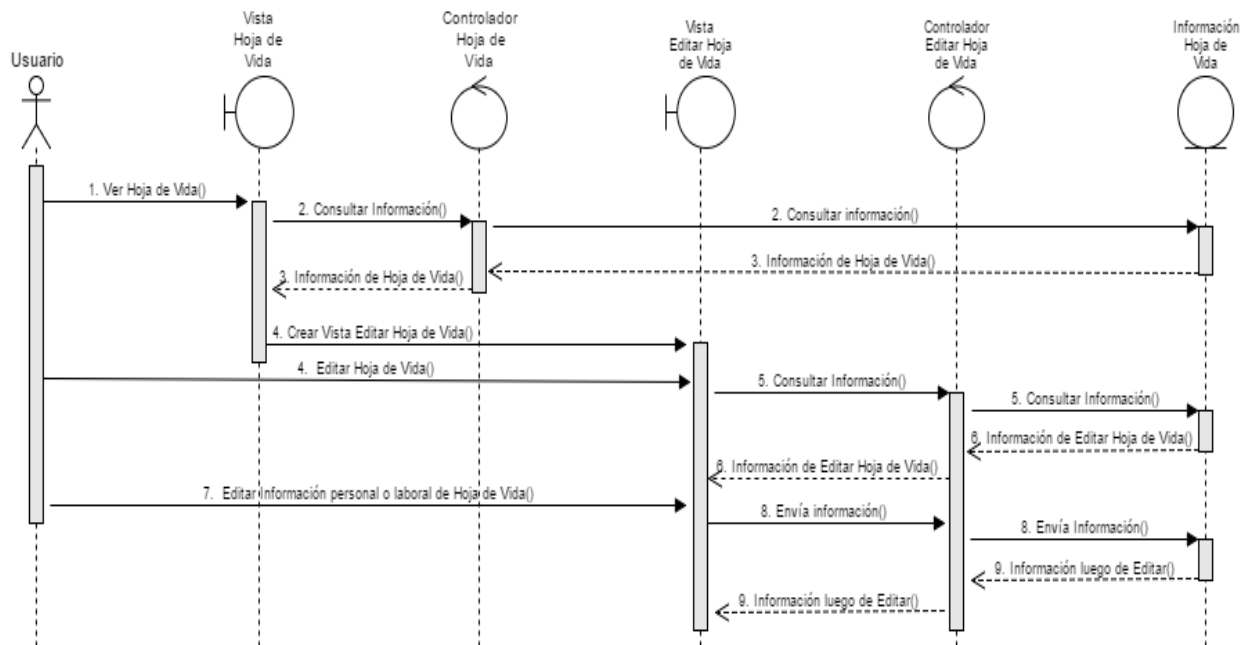 Usuario
Vista
Hoja de
Vida
Controlador
Hoja de
Vida
Vista
Editar Hoja
de Vida
Controlador
Editar Hoja
de Vida
Información
Hoja de
Vida
1. Ver Hoja de Vida()
2. Consultar Información()
2. Consultar información()
3. Información de Hoja de Vida()
3. Información de Hoja de Vida()
4. Crear Vista Editar Hoja de Vida()
4. Editar Hoja de Vida()
5. Consultar Información()
5. Consultar Información()
6. Información de Editar Hoja de Vida()
6. Información de Editar Hoja de Vida()
7. Editar Información personal o laboral de Hoja de Vida()
8. Envía información()
8. Envía Información()
9. Información luego de Editar()
9. Información luego de Editar()